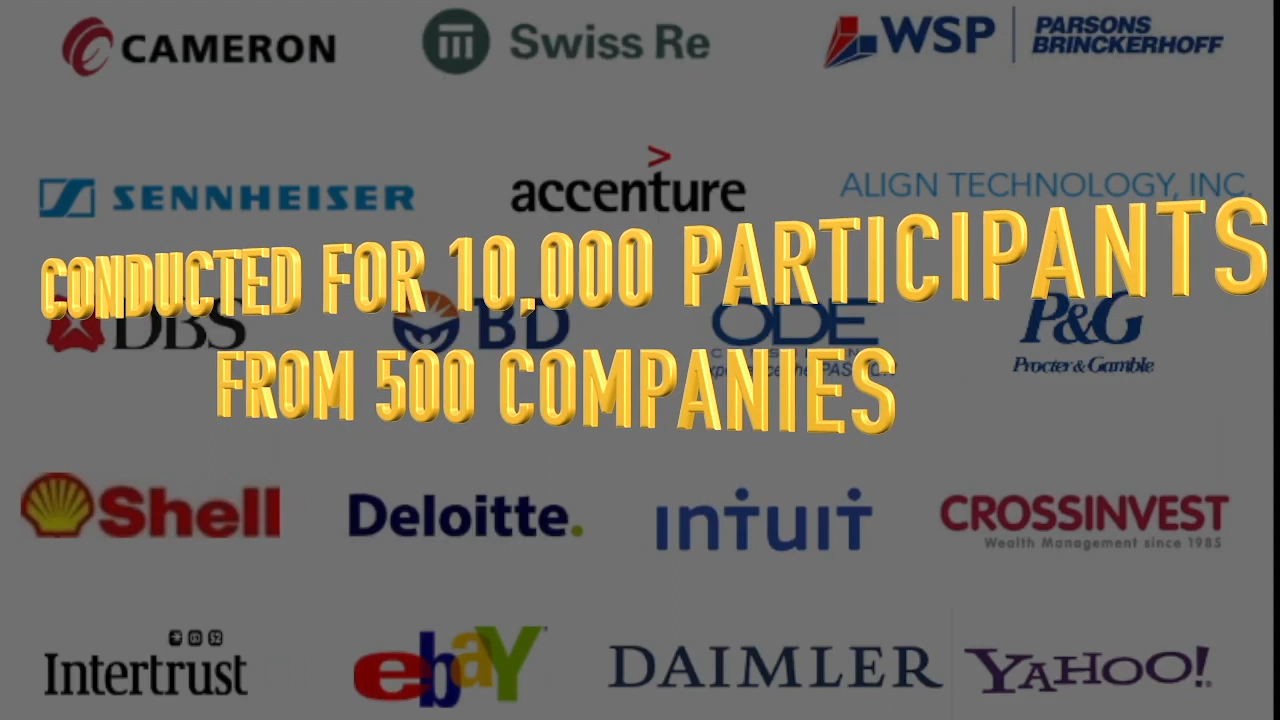 CAMERON
Swiss Re
WSP
PARSONS
BRINCKERHOFF
SENNHEISER
accenture
ALIGN TECHNOLOGY, INC.
CONDUCTED FOR 10,000 PARTICIPANTS
DBS
BD
ODE
P&G
Procter & Gamble
FROM 500 COMPANIES
Shell
Deloitte.
intuit
CROSSINVEST
Wealth Management since 1985
Intertrust
ebaY
DAIMLER
YAHOO!